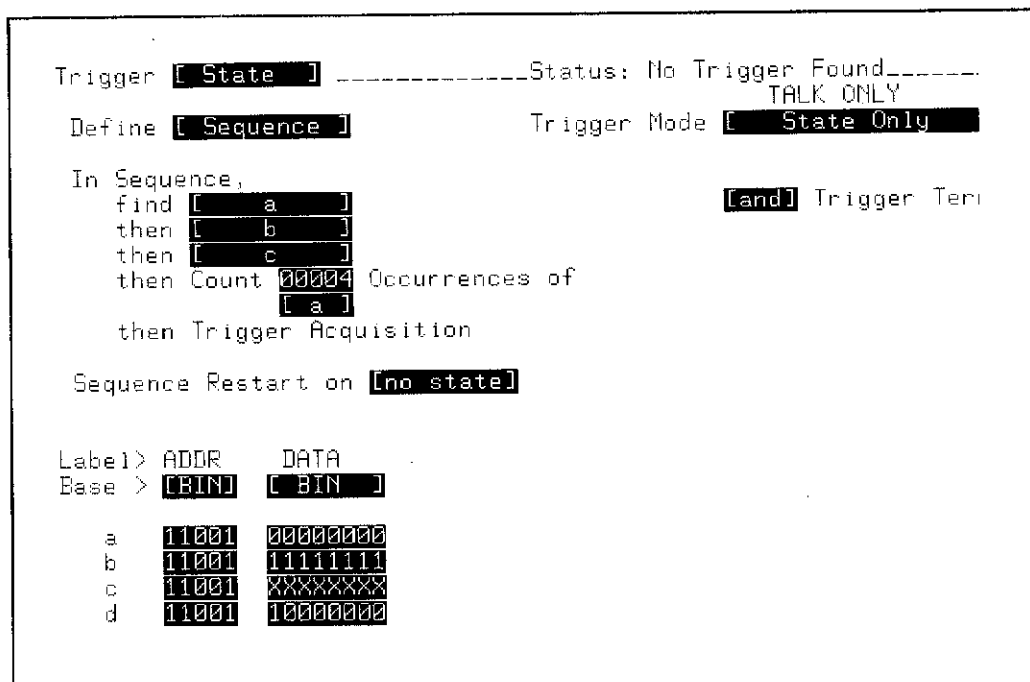 Trigger [ State ] _____________Status: No Trigger Found______
TALK ONLY
Define [ Sequence ] Trigger Mode [ State Only
In Sequence,
find [ a ] [and] Trigger
then [ b ]
then [ c ]
then Count 00004 Occurrences of
[ a ]
then Trigger Acquisition
Sequence Restart on [no state]
Label> ADDR DATA
Base > [BIN] [ BIN ]
a 11001 00000000
b 11001 11111111
c 11001 XXXXXXXX
d 11001 10000000